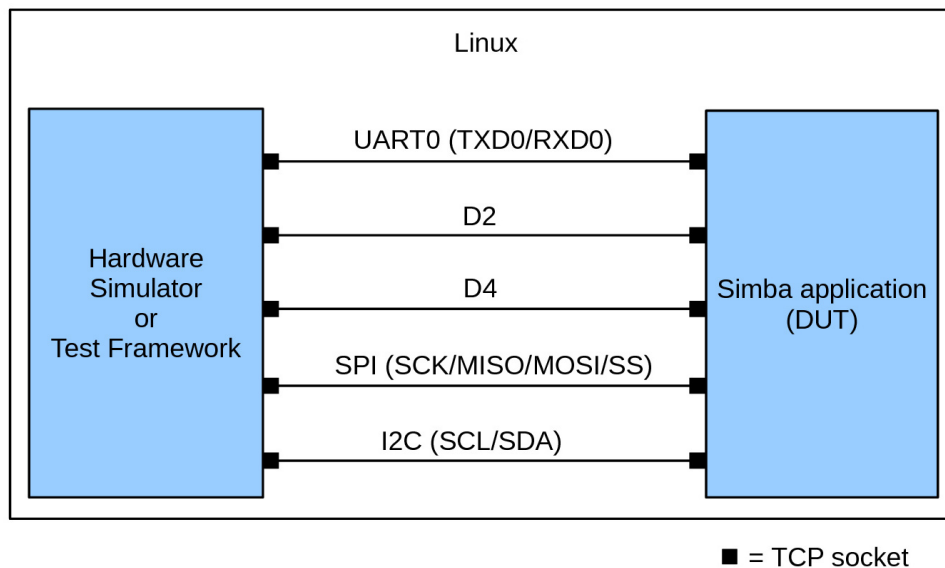 Linux
UART0 (TXD0/RXD0)
D2
Hardware
Simulator
or
Test Framework
D4
Simba application
(DUT)
SPI (SCK/MISO/MOSI/SS)
I2C (SCL/SDA)
= TCP socket